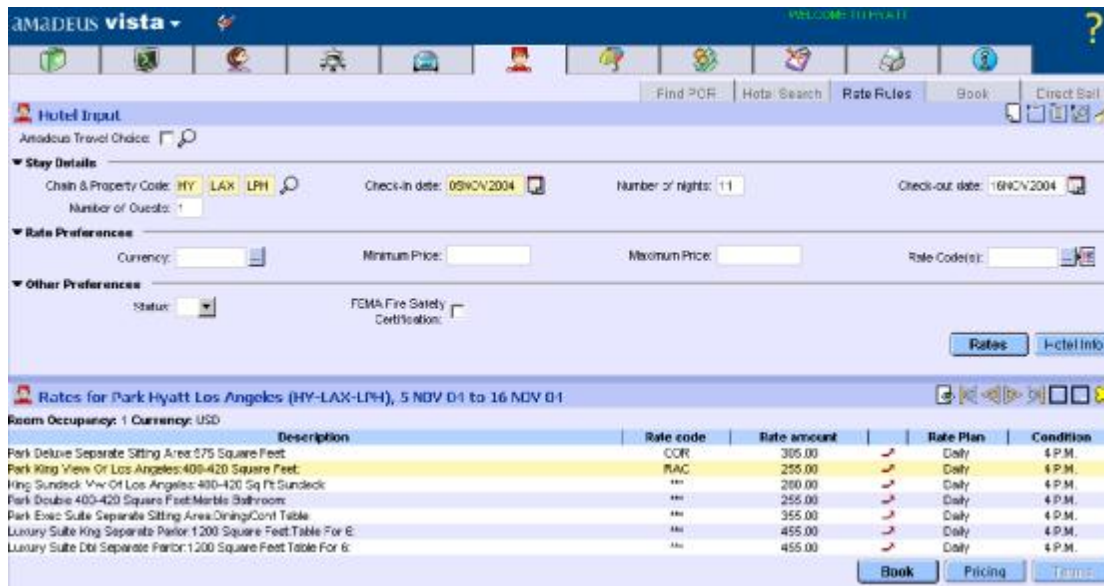 amadeus vista
WELCOME TO HYATT
?
Find POR Hotel Search Rate Rules Book Direct Sell
Hotel Input
Amadeus Travel Choice:
Stay Details
Chain & Property Code: HY LAX LPH Check-in date: 05NOV2004 Number of nights: 11 Check-out date: 16NOV2004
Number of Guests: 1
Rate Preferences
Currency: Minimum Price: Maximum Price: Rate Code(s):
Other Preferences
Status: FEMA Fire Safety
Certification:
Rates Hotel Info
Rates for Park Hyatt Los Angeles (HY-LAX-LPH), 5 NOV 04 to 16 NOV 04
Room Occupancy: 1 Currency: USD
Description Rate code Rate amount Rate Plan Condition
Park Deluxe Separate Sitting Area:575 Square Feet COR 305.00 Daily 4 P.M.
Park King View Of Los Angeles:400-420 Square Feet: RAC 255.00 Daily 4 P.M.
King Sundeck Vw Of Los Angeles:400-420 Sq Ft:Sundeck *** 280.00 Daily 4 P.M.
Park Double 400-420 Square Feet:Marble Bathroom: *** 255.00 Daily 4 P.M.
Park Exec Suite Separate Sitting Area:Dining/Conf Table: *** 355.00 Daily 4 P.M.
Luxury Suite King Separate Parlor:1200 Square Feet:Table For 6: *** 455.00 Daily 4 P.M.
Luxury Suite Dbl Separate Parlor:1200 Square Feet:Table For 6: *** 455.00 Daily 4 P.M.
Book Pricing Terms